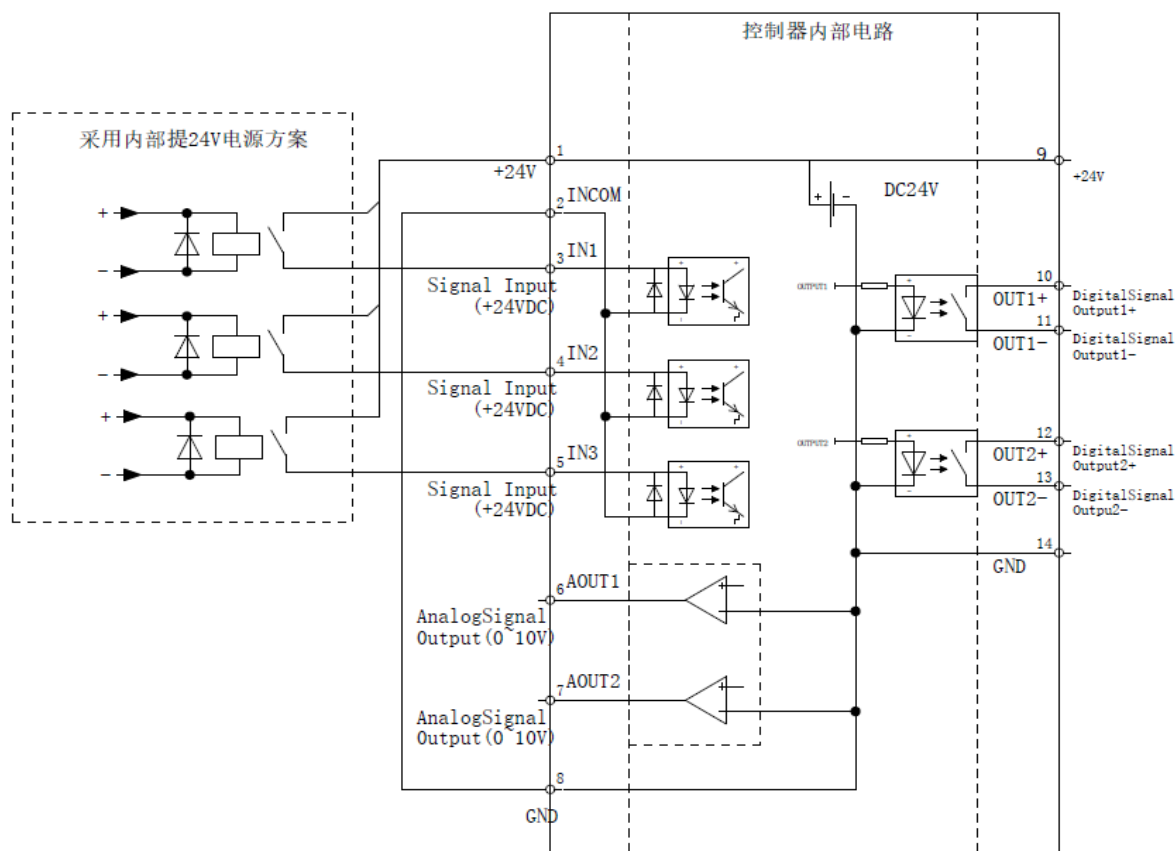 控制器内部电路
采用内部提24V电源方案
1
+24V
9
+24V
2
INCOM
+ -
DC24V
+
-
3
IN1
Signal Input
(+24VDC)
OUTPUT1
10
OUT1+
DigitalSignal
Output1+
11
OUT1-
DigitalSignal
Output1-
+
-
4
IN2
Signal Input
(+24VDC)
+
-
5
IN3
Signal Input
(+24VDC)
OUTPUT2
12
OUT2+
DigitalSignal
Output2+
13
OUT2-
DigitalSignal
Outpu2-
14
GND
6
AOUT1
AnalogSignal
Output(0~10V)
7
AOUT2
AnalogSignal
Output(0~10V)
8
GND